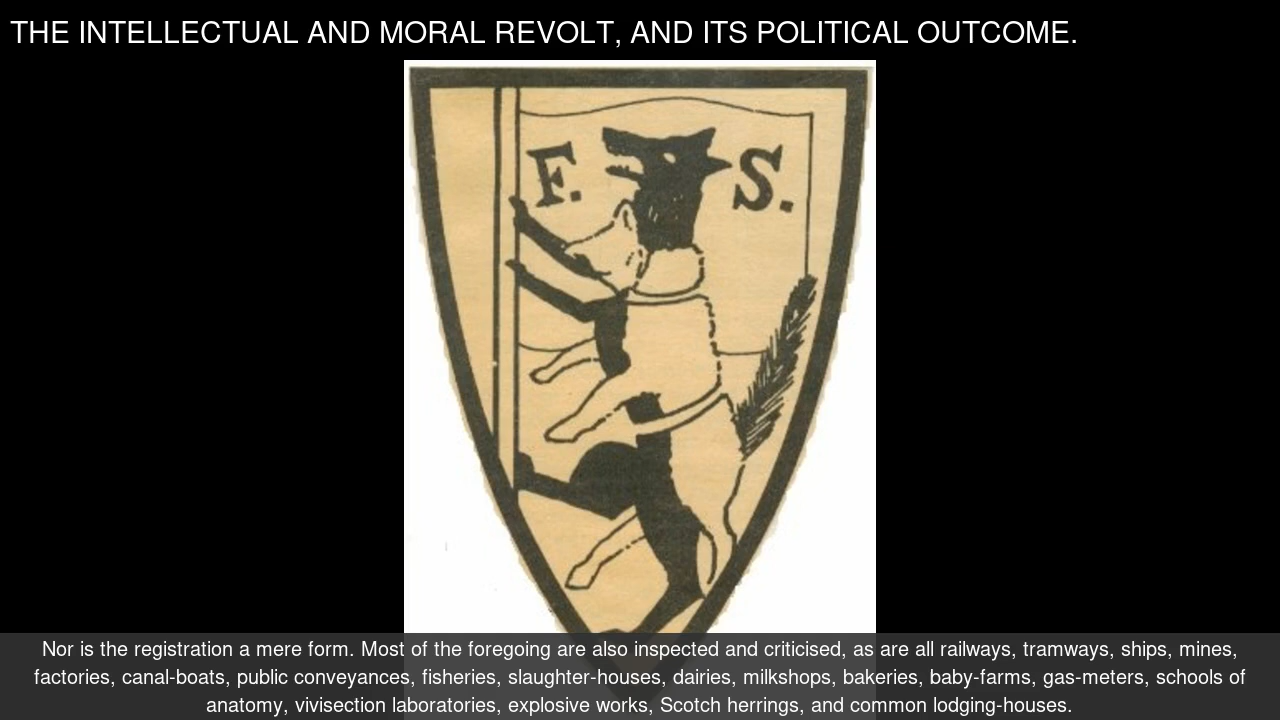 THE INTELLECTUAL AND MORAL REVOLT, AND ITS POLITICAL OUTCOME.
F. S.
Nor is the registration a mere form. Most of the foregoing are also inspected and criticised, as are all railways, tramways, ships, mines,
factories, canal-boats, public conveyances, fisheries, slaughter-houses, dairies, milkshops, bakeries, baby-farms, gas-meters, schools of
anatomy, vivisection laboratories, explosive works, Scotch herrings, and common lodging-houses.